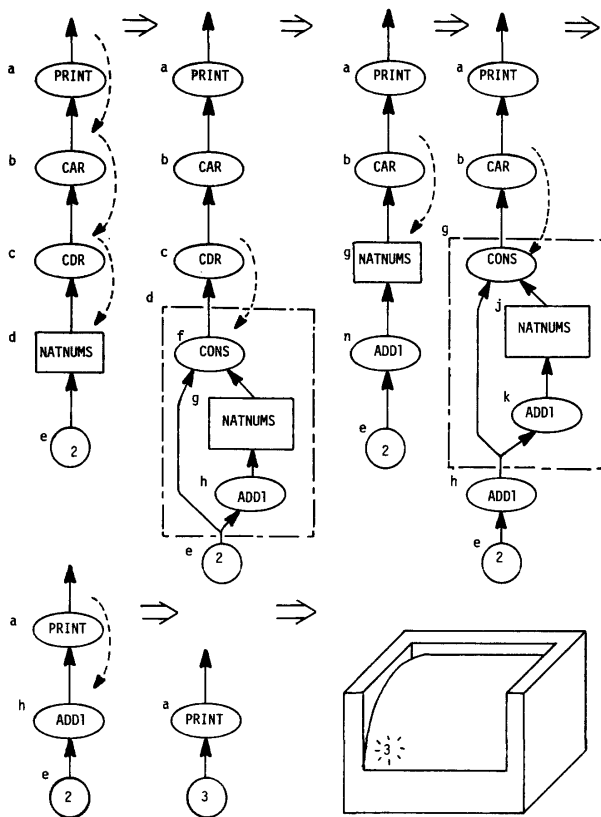 a PRINT
b CAR
c CDR
d NATNUMS
e 2
a PRINT
b CAR
c CDR
d
f CONS
g NATNUMS
h ADD1
e 2
a PRINT
b CAR
g NATNUMS
n ADD1
e 2
a PRINT
b CAR
g
CONS
j NATNUMS
k ADD1
h ADD1
e 2
a PRINT
h ADD1
e 2
a PRINT
3
3